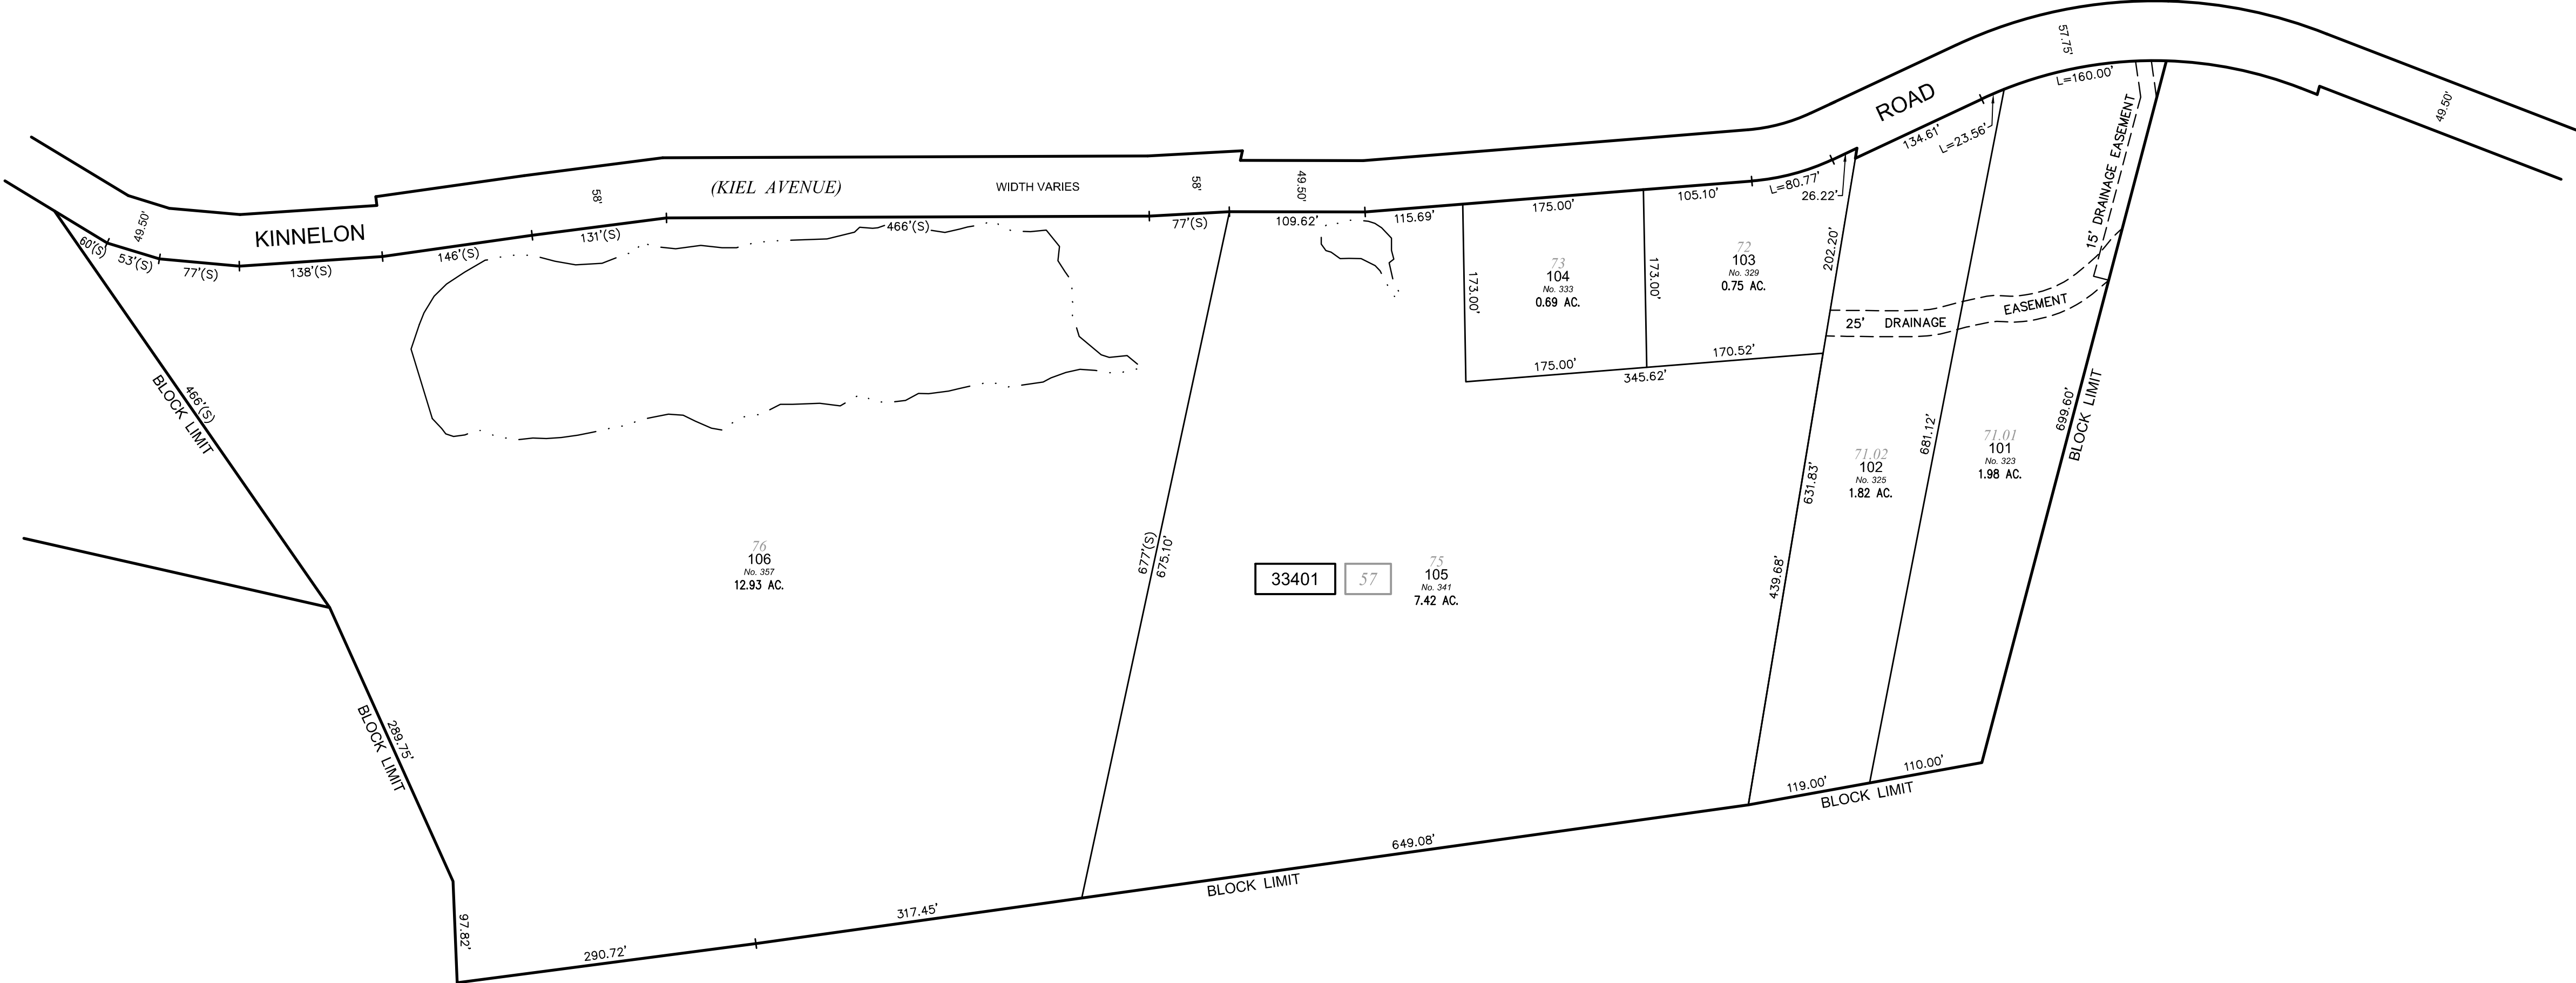 57.75'
L=160.00'
49.50'
ROAD
134.61'
L=23.56'
15' DRAINAGE EASEMENT
49.50'
KINNELON
60'(S)
53'(S)
77'(S)
138'(S)
146'(S)
131'(S)
58'
(KIEL AVENUE)
WIDTH VARIES
466'(S)
58'
77'(S)
49.50'
109.62'
115.69'
175.00'
105.10'
L=80.77'
26.22'
202.20'
173.00'
73
104
No. 333
0.69 AC.
173.00'
72
103
No. 329
0.75 AC.
175.00'
170.52'
345.62'
25' DRAINAGE EASEMENT
466'(S)
BLOCK LIMIT
289.75'
BLOCK LIMIT
97.82'
76
106
No. 357
12.93 AC.
677'(S)
675.10'
33401
57
75
105
No. 341
7.42 AC.
439.68'
631.83'
71.02
102
No. 325
1.82 AC.
681.12'
71.01
101
No. 323
1.98 AC.
699.60'
BLOCK LIMIT
290.72'
317.45'
649.08'
BLOCK LIMIT
119.00'
110.00'
BLOCK LIMIT